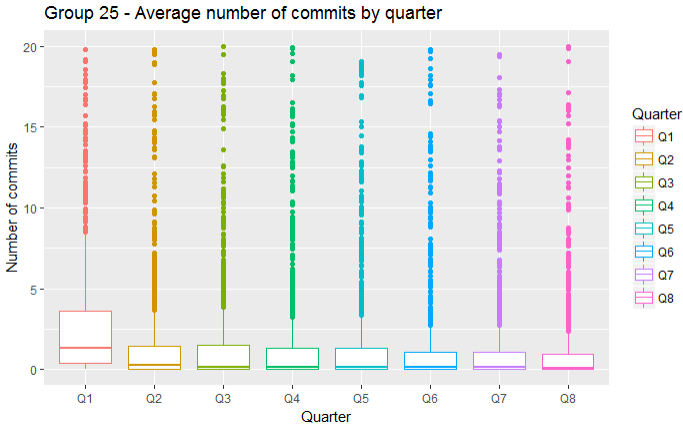 Group 25 - Average number of commits by quarter
Number of commits
20
15
10
5
0
Q1 Q2 Q3 Q4 Q5 Q6 Q7 Q8
Quarter
Quarter
Q1
Q2
Q3
Q4
Q5
Q6
Q7
Q8